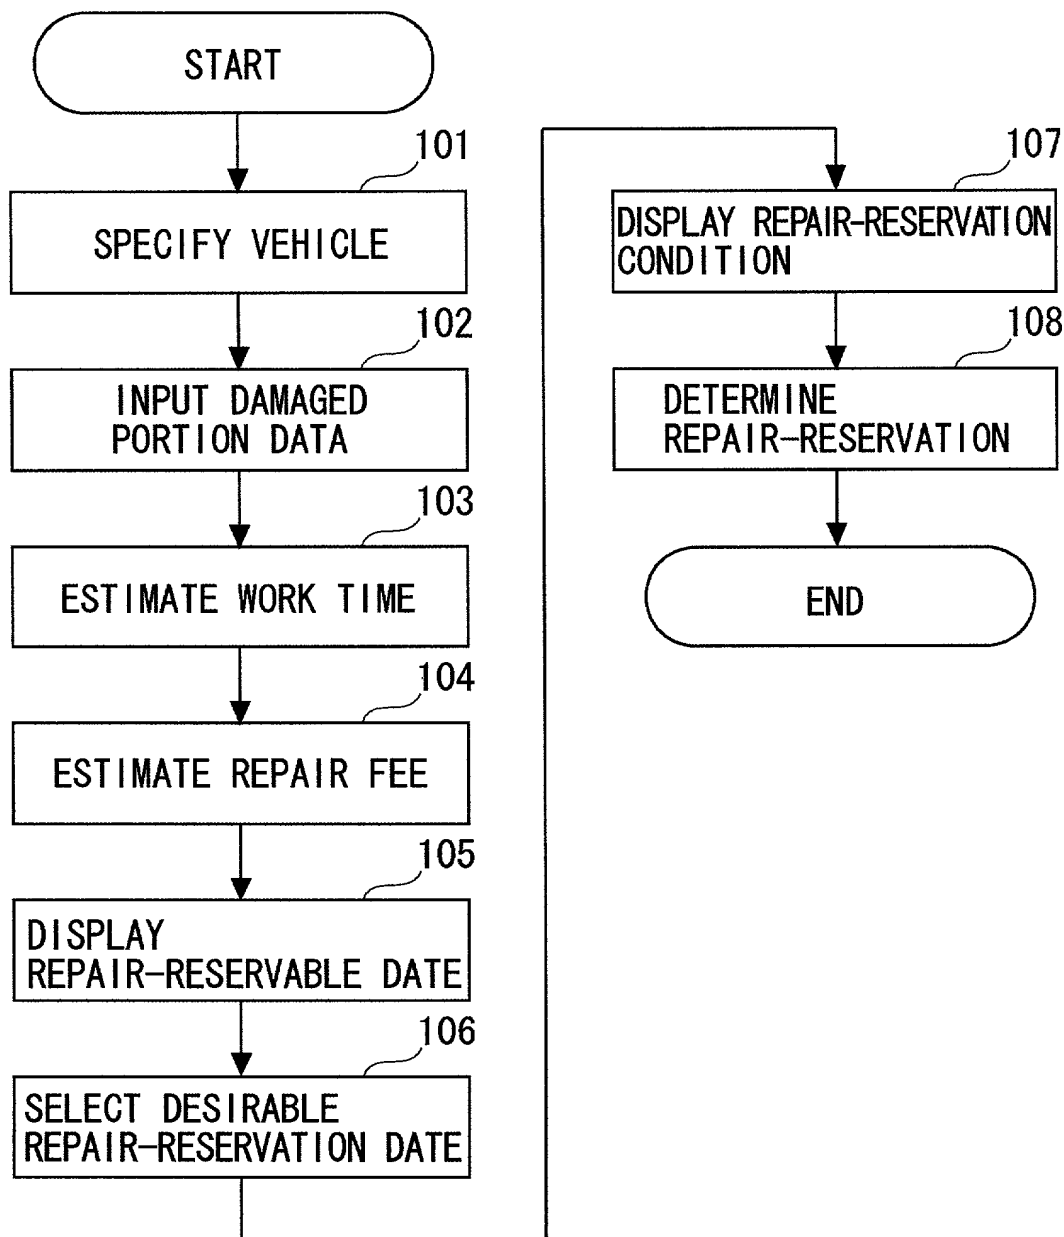 START
101
SPECIFY VEHICLE
102
INPUT DAMAGED
PORTION DATA
103
ESTIMATE WORK TIME
104
ESTIMATE REPAIR FEE
105
DISPLAY
REPAIR-RESERVABLE DATE
106
SELECT DESIRABLE
REPAIR-RESERVATION DATE
107
DISPLAY REPAIR-RESERVATION
CONDITION
108
DETERMINE
REPAIR-RESERVATION
END